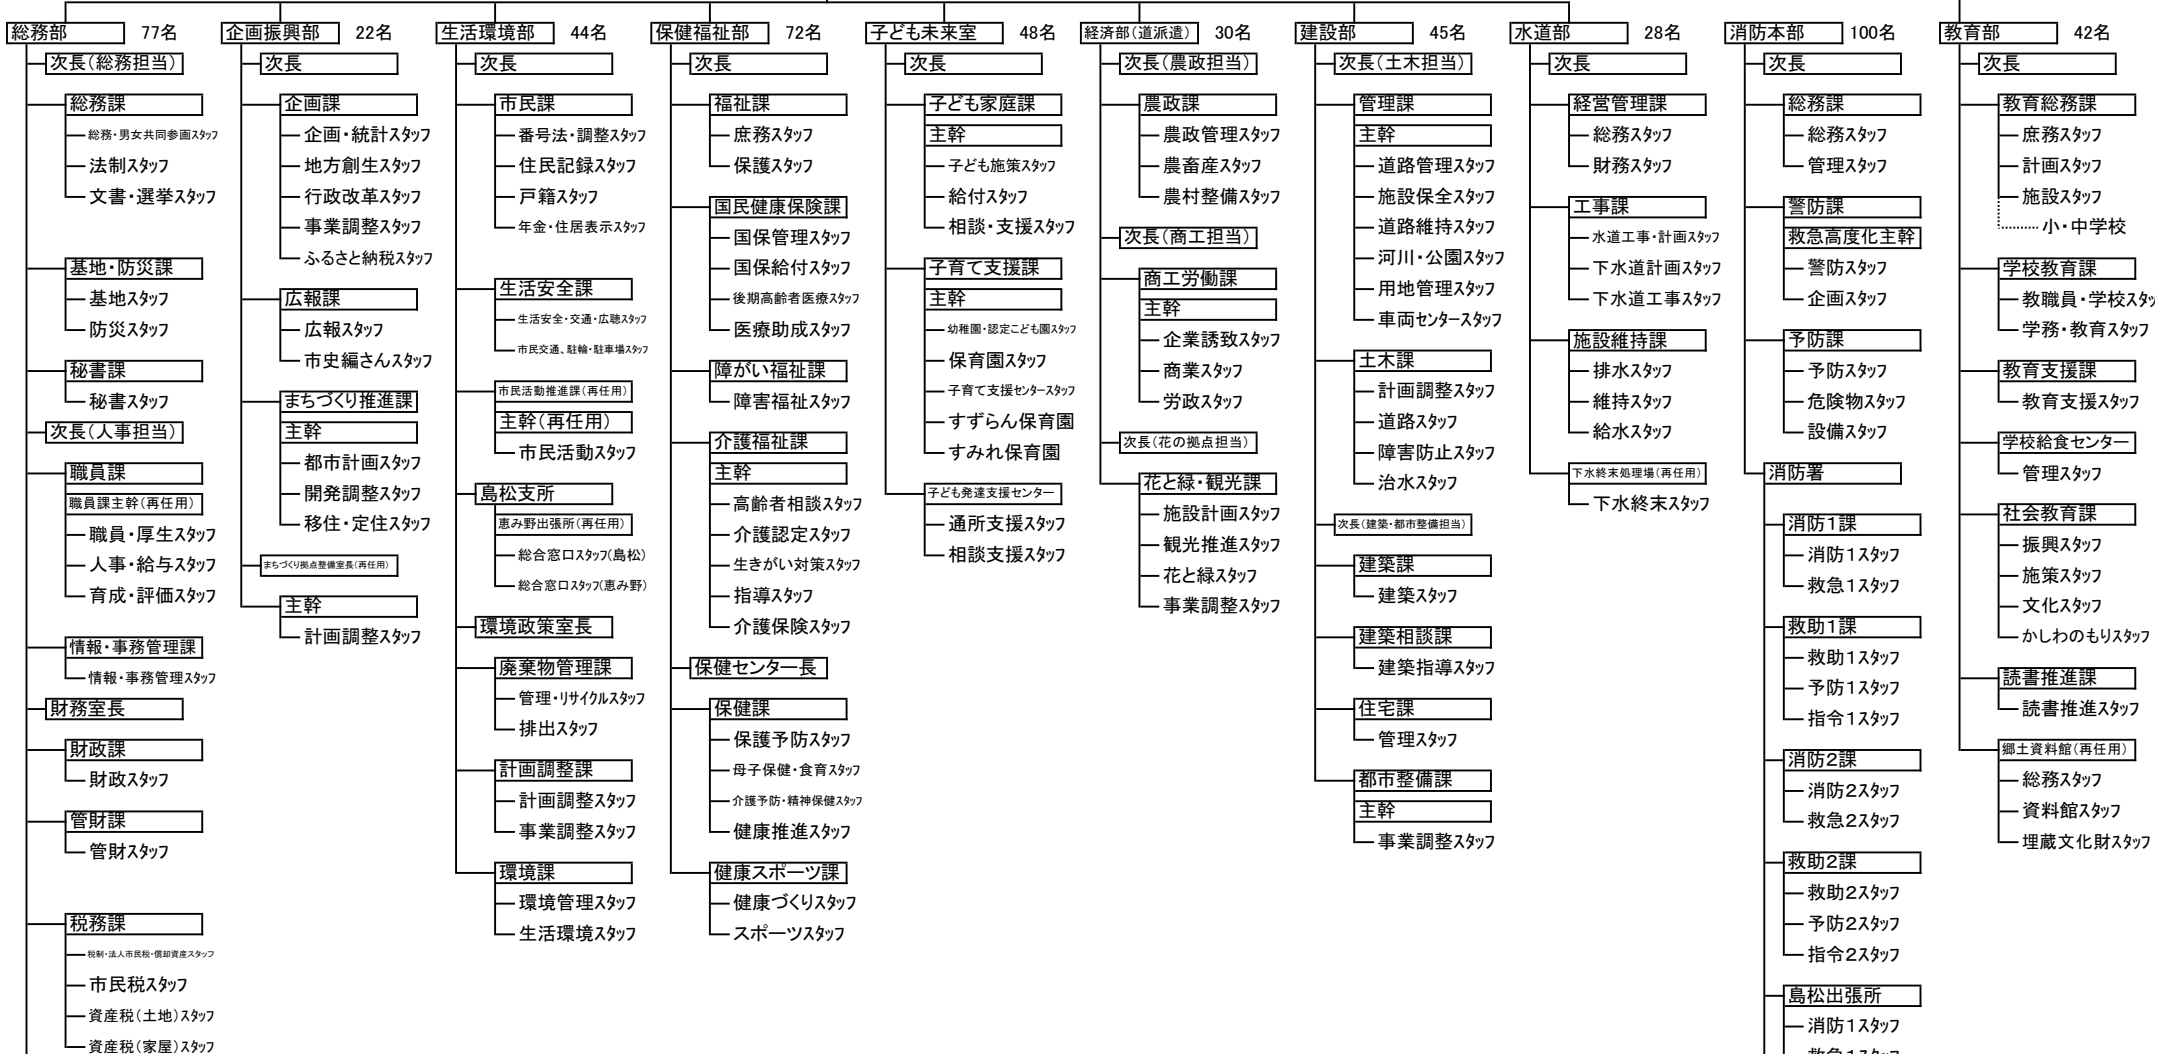 総務部 77名
次長(総務担当)
総務課
総務・男女共同参画スタッフ
法制スタッフ
文書・選挙スタッフ
基地・防災課
基地スタッフ
防災スタッフ
秘書課
秘書スタッフ
次長(人事担当)
職員課
職員課主幹(再任用)
職員・厚生スタッフ
人事・給与スタッフ
育成・評価スタッフ
情報・事務管理課
情報・事務管理スタッフ
財務室長
財政課
財政スタッフ
管財課
管財スタッフ
税務課
税制・法人市民税・償却資産スタッフ
市民税スタッフ
資産税(土地)スタッフ
資産税(家屋)スタッフ
企画振興部 22名
次長
企画課
企画・統計スタッフ
地方創生スタッフ
行政改革スタッフ
事業調整スタッフ
ふるさと納税スタッフ
広報課
広報スタッフ
市史編さんスタッフ
まちづくり推進課
主幹
都市計画スタッフ
開発調整スタッフ
移住・定住スタッフ
まちづくり拠点整備室長(再任用)
主幹
計画調整スタッフ
生活環境部 44名
次長
市民課
番号法・調整スタッフ
住民記録スタッフ
戸籍スタッフ
年金・住居表示スタッフ
生活安全課
生活安全・交通・広聴スタッフ
市民交通、駐輪・駐車場スタッフ
市民活動推進課(再任用)
主幹(再任用)
市民活動スタッフ
島松支所
恵み野出張所(再任用)
総合窓口スタッフ(島松)
総合窓口スタッフ(恵み野)
環境政策室長
廃棄物管理課
管理・リサイクルスタッフ
排出スタッフ
計画調整課
計画調整スタッフ
事業調整スタッフ
環境課
環境管理スタッフ
生活環境スタッフ
保健福祉部 72名
次長
福祉課
庶務スタッフ
保護スタッフ
国民健康保険課
国保管理スタッフ
国保給付スタッフ
後期高齢者医療スタッフ
医療助成スタッフ
障がい福祉課
障害福祉スタッフ
介護福祉課
主幹
高齢者相談スタッフ
介護認定スタッフ
生きがい対策スタッフ
指導スタッフ
介護保険スタッフ
保健センター長
保健課
保護予防スタッフ
母子保健・食育スタッフ
介護予防・精神保健スタッフ
健康推進スタッフ
健康スポーツ課
健康づくりスタッフ
スポーツスタッフ
子ども未来室 48名
次長
子ども家庭課
主幹
子ども施策スタッフ
給付スタッフ
相談・支援スタッフ
子育て支援課
主幹
幼稚園・認定こども園スタッフ
保育園スタッフ
子育て支援センタースタッフ
すずらん保育園
すみれ保育園
子ども発達支援センター
通所支援スタッフ
相談支援スタッフ
経済部(道派遣) 30名
次長(農政担当)
農政課
農政管理スタッフ
農畜産スタッフ
農村整備スタッフ
次長(商工担当)
商工労働課
主幹
企業誘致スタッフ
商業スタッフ
労政スタッフ
次長(花の拠点担当)
花と緑・観光課
施設計画スタッフ
観光推進スタッフ
花と緑スタッフ
事業調整スタッフ
建設部 45名
次長(土木担当)
管理課
主幹
道路管理スタッフ
施設保全スタッフ
道路維持スタッフ
河川・公園スタッフ
用地管理スタッフ
車両センタースタッフ
土木課
計画調整スタッフ
道路スタッフ
障害防止スタッフ
治水スタッフ
次長(建築・都市整備担当)
建築課
建築スタッフ
建築相談課
建築指導スタッフ
住宅課
管理スタッフ
都市整備課
主幹
事業調整スタッフ
水道部 28名
次長
経営管理課
総務スタッフ
財務スタッフ
工事課
水道工事・計画スタッフ
下水道計画スタッフ
下水道工事スタッフ
施設維持課
排水スタッフ
維持スタッフ
給水スタッフ
下水終末処理場(再任用)
下水終末スタッフ
消防本部 100名
次長
総務課
総務スタッフ
管理スタッフ
警防課
救急高度化主幹
警防スタッフ
企画スタッフ
予防課
予防スタッフ
危険物スタッフ
設備スタッフ
消防署
消防1課
消防1スタッフ
救急1スタッフ
救助1課
救助1スタッフ
予防1スタッフ
指令1スタッフ
消防2課
消防2スタッフ
救急2スタッフ
救助2課
救助2スタッフ
予防2スタッフ
指令2スタッフ
島松出張所
消防1スタッフ
救急1スタッフ
教育部 42名
次長
教育総務課
庶務スタッフ
計画スタッフ
施設スタッフ
小・中学校
学校教育課
教職員・学校スタッ
学務・教育スタッフ
教育支援課
教育支援スタッフ
学校給食センター
管理スタッフ
社会教育課
振興スタッフ
施策スタッフ
文化スタッフ
かしわのもりスタッフ
読書推進課
読書推進スタッフ
郷土資料館(再任用)
総務スタッフ
資料館スタッフ
埋蔵文化財スタッフ